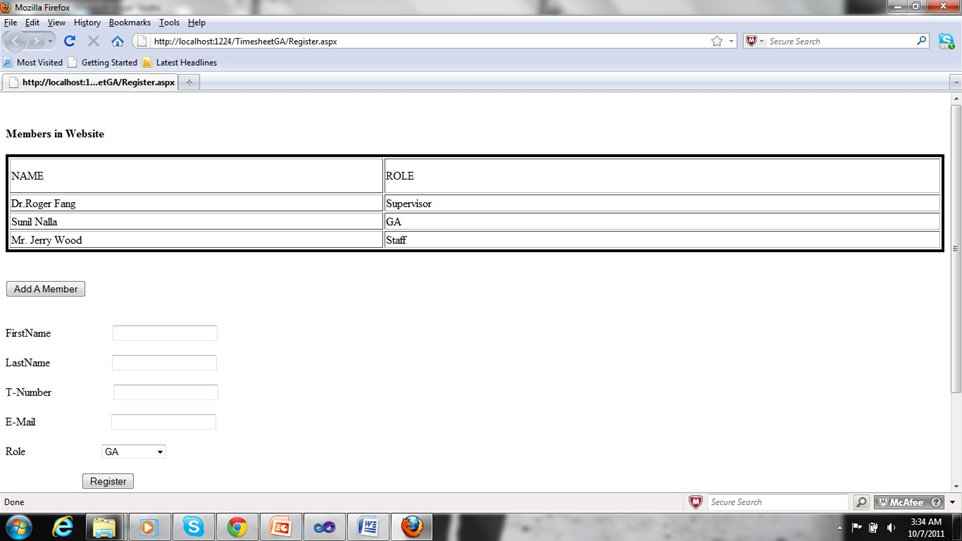 Mozilla Firefox
File Edit View History Bookmarks Tools Help
http://localhost:1224/TimesheetGA/Register.aspx Secure Search
Most Visited Getting Started Latest Headlines
http://localhost:1...etGA/Register.aspx
Members in Website
NAME ROLE
Dr.Roger Fang Supervisor
Sunil Nalla GA
Mr. Jerry Wood Staff
Add A Member
FirstName
LastName
T-Number
E-Mail
Role GA
Register
Done Secure Search McAfee
3:34 AM
10/7/2011